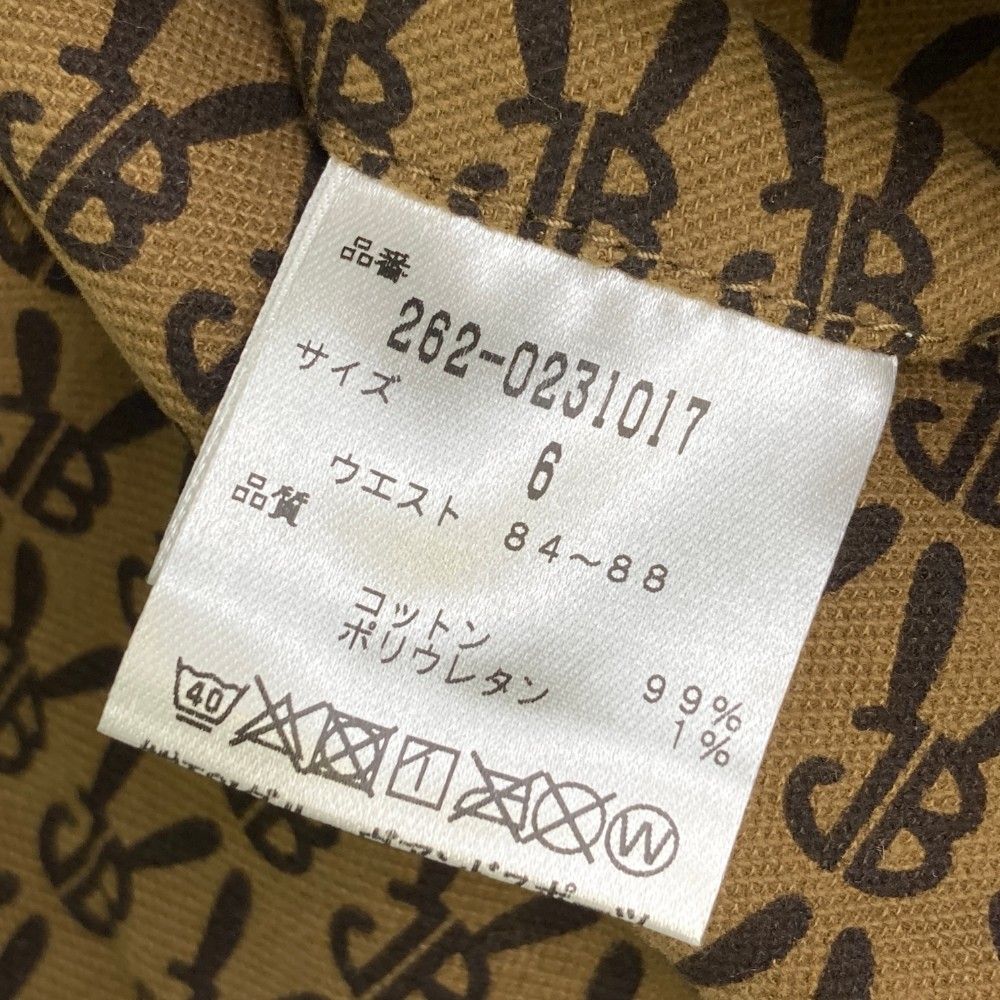 品番
262-0231017
サイズ
6
ウエスト 84~88
品質
コットン 99%
ポリウレタン 1%
40
W